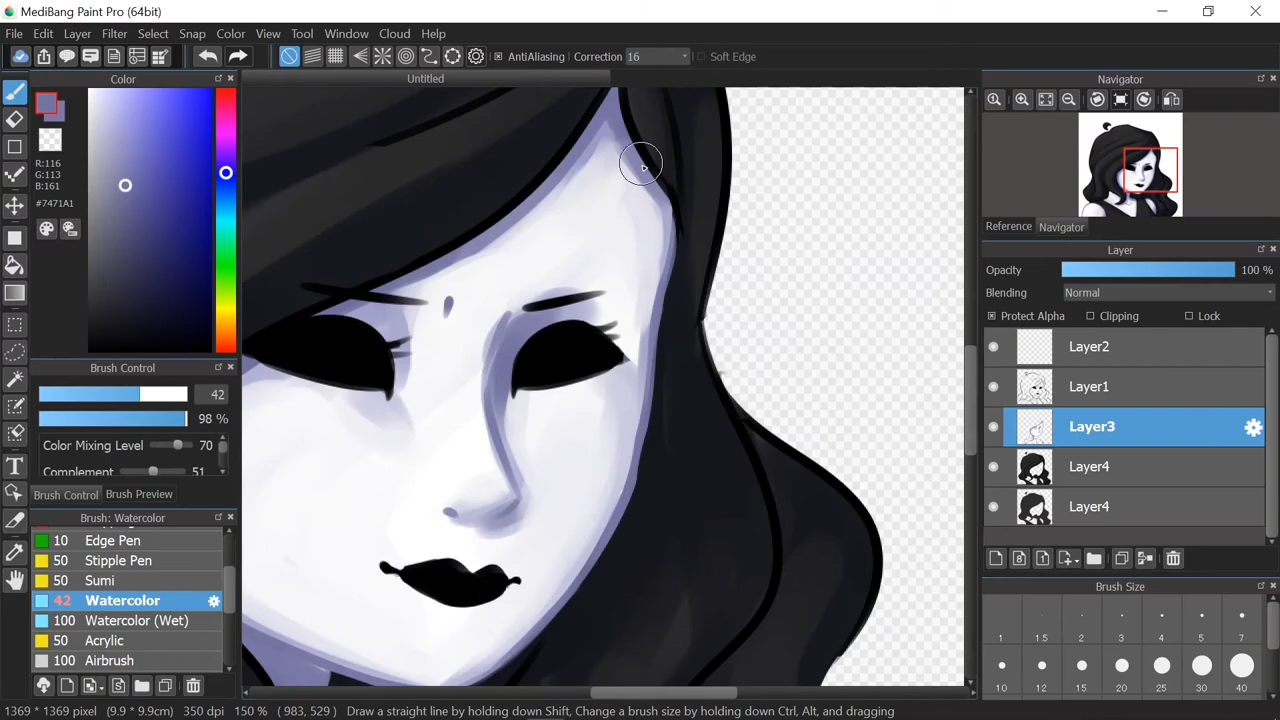 MediBang Paint Pro (64bit)
File Edit Layer Filter Select Snap Color View Tool Window Cloud Help
AntiAliasing Correction 16 Soft Edge
Color
Untitled
Navigator
R:116
G:113
B:161
#7471A1
Reference Navigator
Layer
Opacity 100 %
Blending Normal
Protect Alpha Clipping Lock
Layer2
Layer1
Layer3
Layer4
Layer4
Brush Control
42
98 %
Color Mixing Level 70
Complement 51
Brush Control Brush Preview
Brush: Watercolor
10 Edge Pen
50 Stipple Pen
50 Sumi
42 Watercolor
100 Watercolor (Wet)
50 Acrylic
100 Airbrush
Brush Size
1 1.5 2 3 4 5 7
10 12 15 20 25 30 40
1369 * 1369 pixel (9.9 * 9.9cm) 350 dpi 150 % ( 983, 529 ) Draw a straight line by holding down Shift, Change a brush size by holding down Ctrl, Alt, and dragging